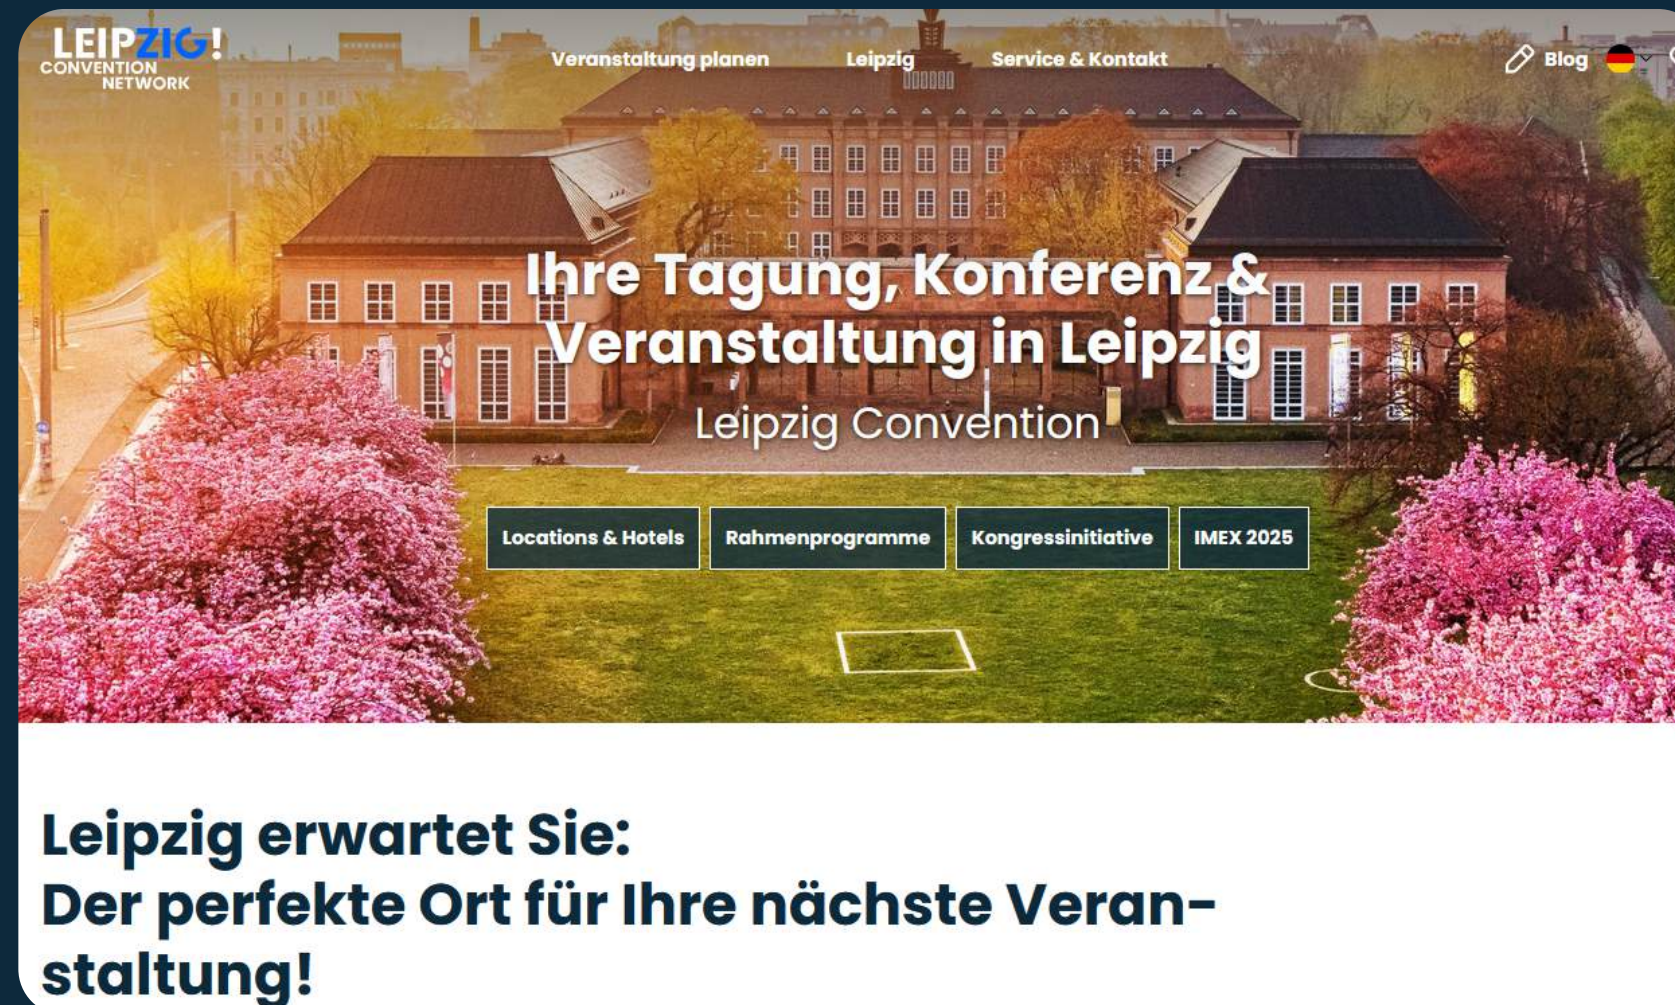 LEIPZIG!
CONVENTION
NETWORK
Veranstaltung planen
Leipzig
Service & Kontakt
Blog
Ihre Tagung, Konferenz &
Veranstaltung in Leipzig
Leipzig Convention
Locations & Hotels
Rahmenprogramme
Kongressinitiative
IMEX 2025
Leipzig erwartet Sie:
Der perfekte Ort für Ihre nächste Veran-
staltung!